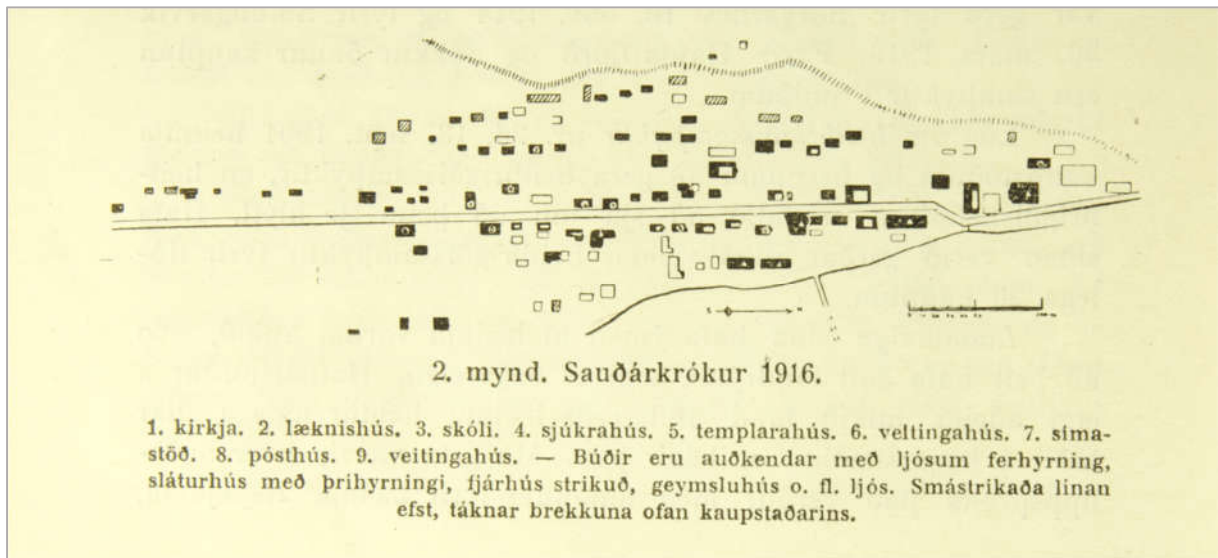 2. mynd. Sauðárkrókur 1916.
1. kirkja. 2. læknishús. 3. skóli. 4. sjúkrahús. 5. templarahús. 6. veitingahús. 7. síma-
stöð. 8. pósthús. 9. veitingahús. — Búðir eru auðkendar með ljósum ferhyrning,
sláturhús með þríhyrningi, fjárhús strikuð, geymsluhús o. fl. ljós. Smástrikaða línan
efst, táknar brekkuna ofan kaupstaðarins.